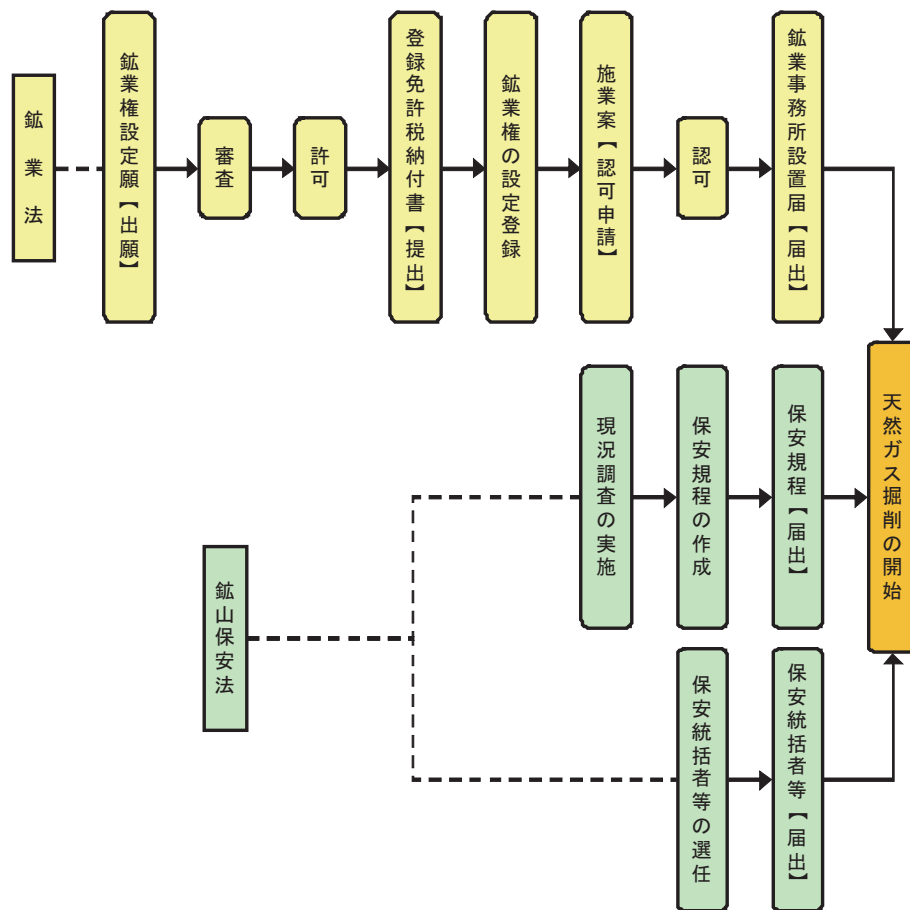 鉱業法
鉱業権設定願【出願】
審査
許可
登録免許税納付書【提出】
鉱業権の設定登録
施業案【認可申請】
認可
鉱業事務所設置届【届出】
天然ガス掘削の開始
鉱山保安法
現況調査の実施
保安規程の作成
保安規程【届出】
保安統括者等の選任
保安統括者等【届出】